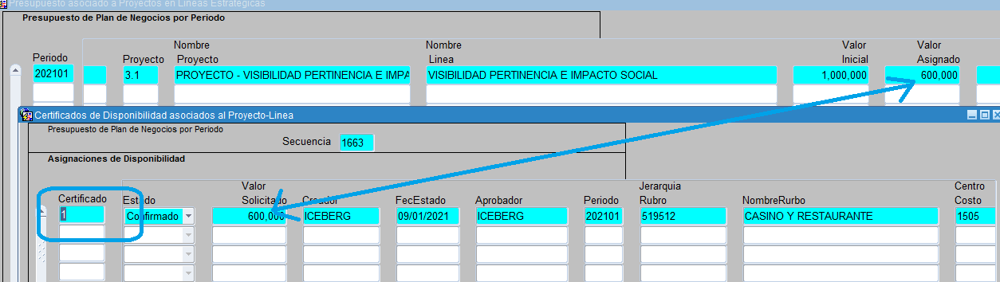 Presupuesto asociado a Proyectos en Lineas Estrategicas
Presupuesto de Plan de Negocios por Periodo
Nombre Nombre Valor Valor
Periodo Proyecto Proyecto Linea Inicial Asignado
202101 3.1 PROYECTO - VISIBILIDAD PERTINENCIA E IMPA VISIBILIDAD PERTINENCIA E IMPACTO SOCIAL 1,000,000 600,000
Certificados de Disponibilidad asociados al Proyecto-Linea
Presupuesto de Plan de Negocios por Periodo
Secuencia 1663
Asignaciones de Disponibilidad
Valor Jerarquia Centro
Certificado Estado Solicitado Creador FecEstado Aprobador Periodo Rubro NombreRurbo Costo
1 Confirmado 600,000 ICEBERG 09/01/2021 ICEBERG 202101 519512 CASINO Y RESTAURANTE 1505